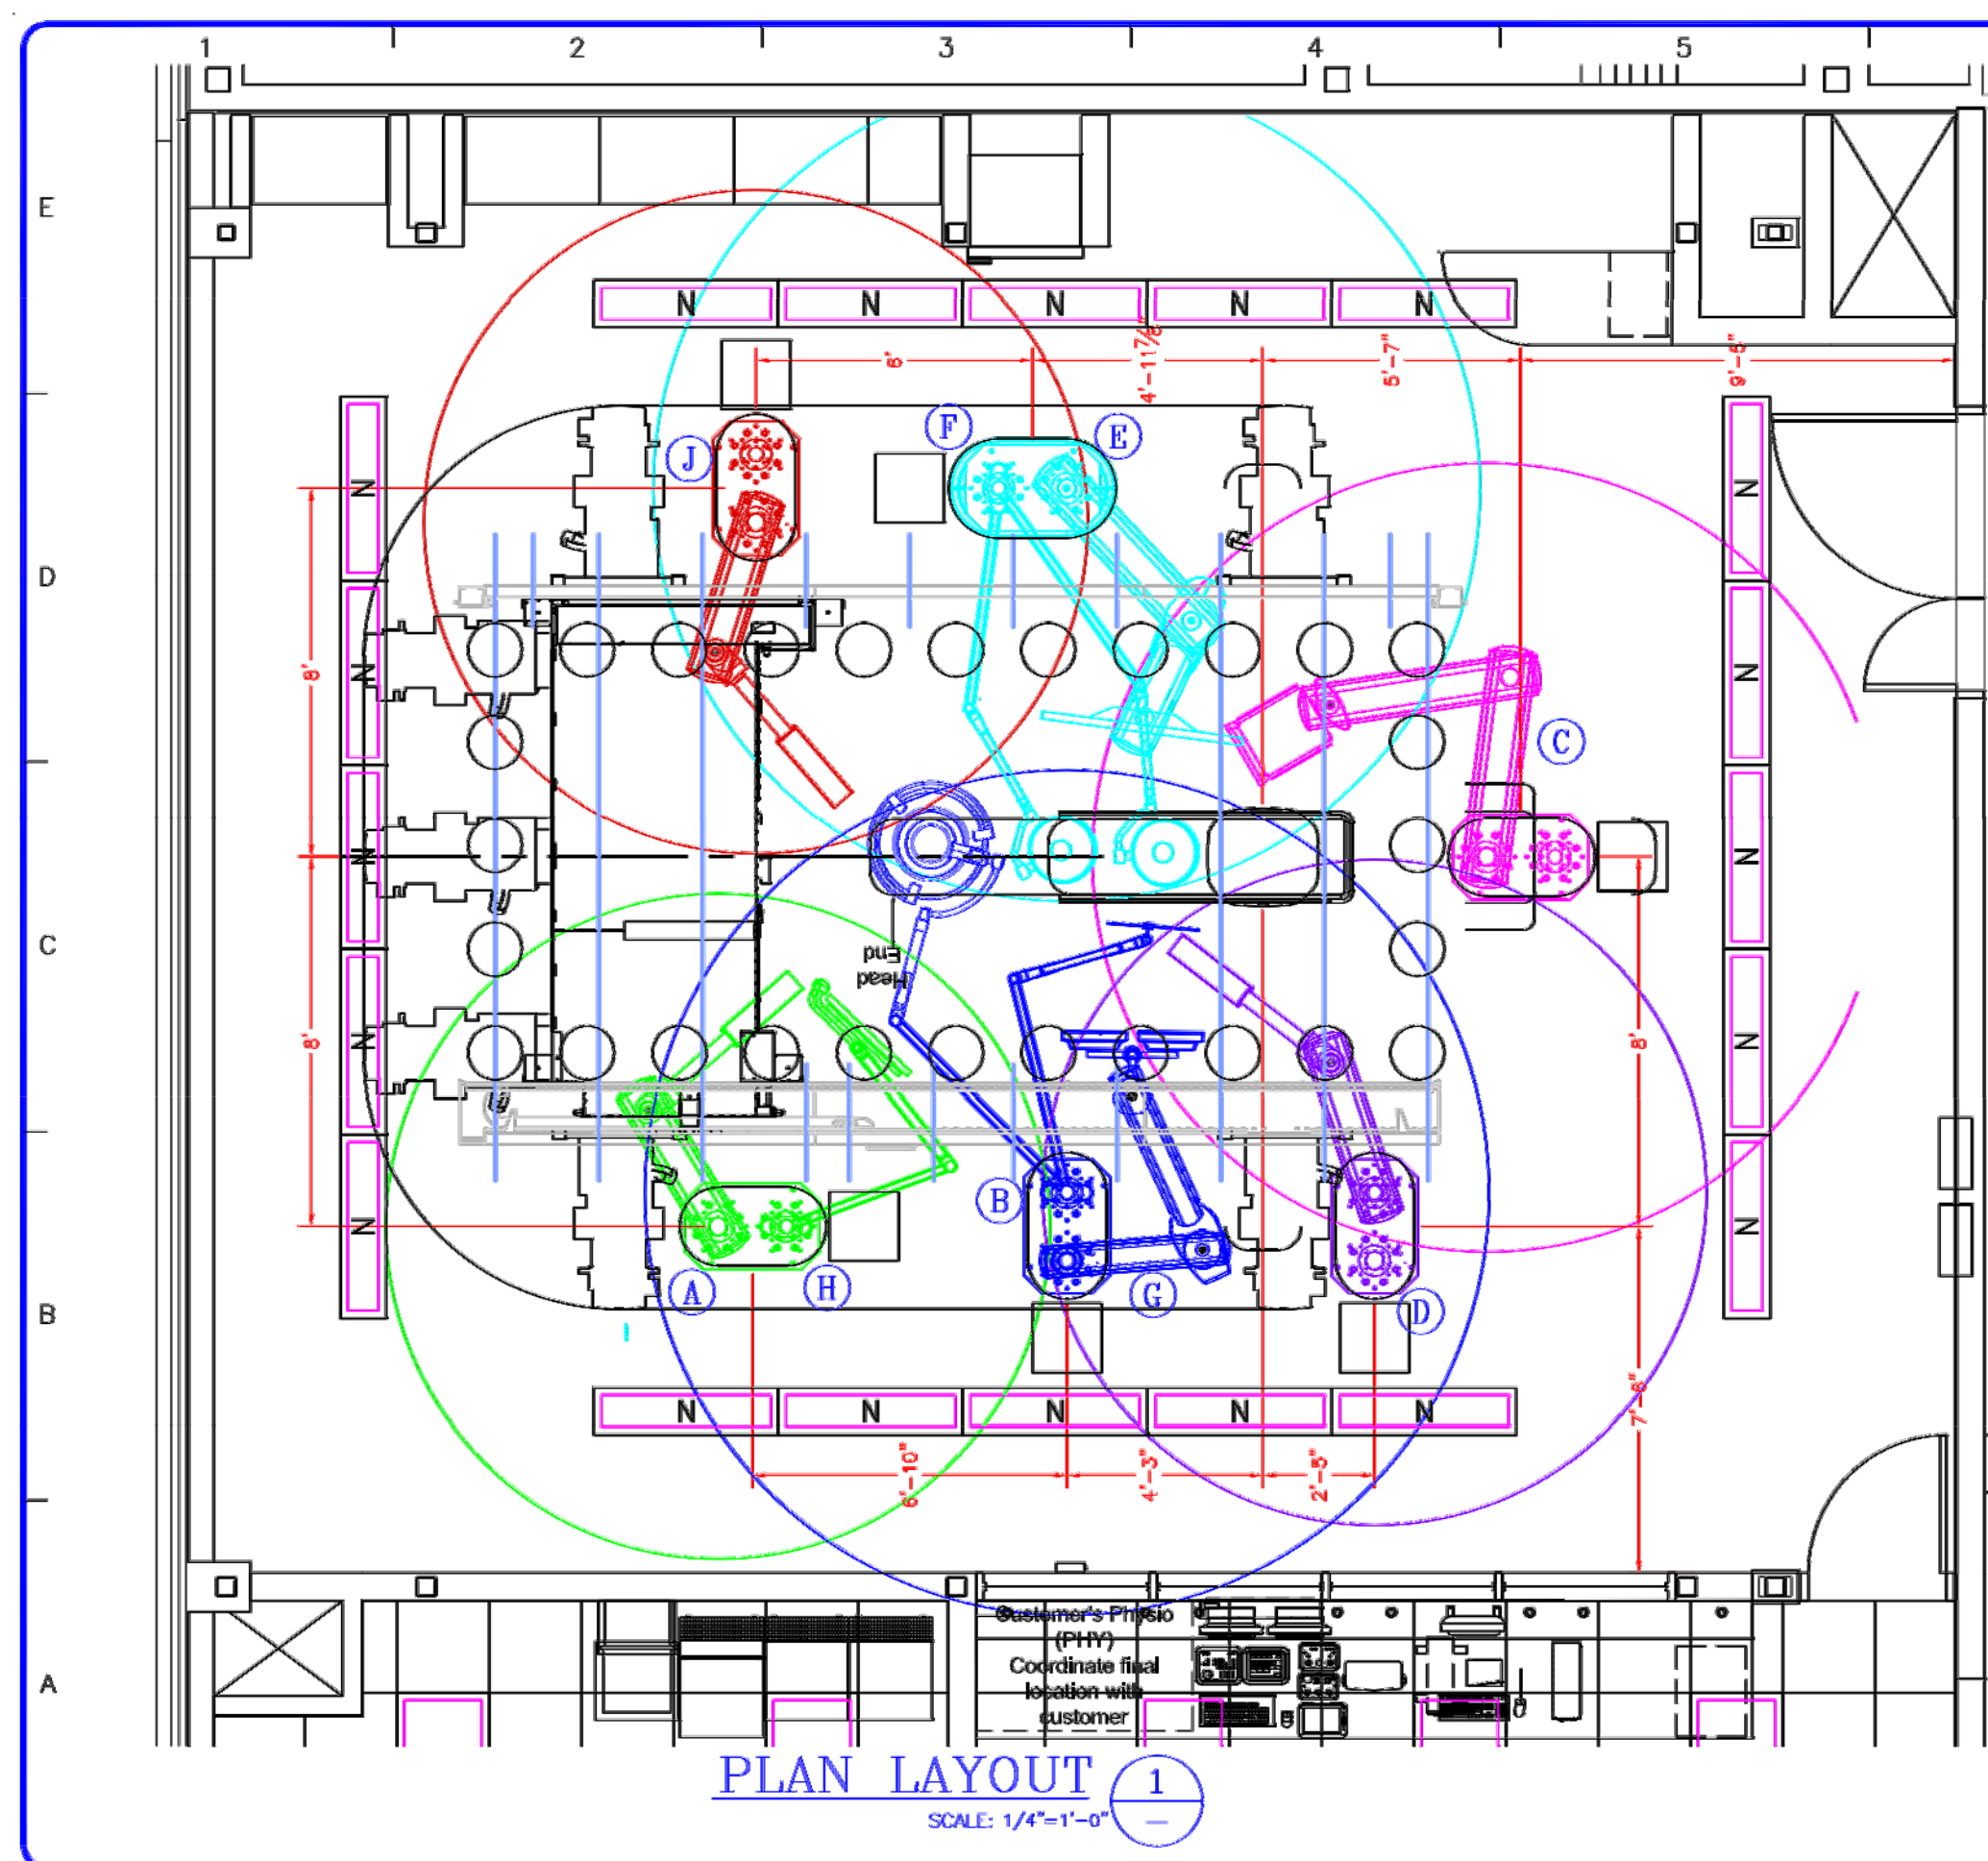 1 2 3 4 5
E
N N N N N
6' 4'-11 7/8" 5'-7" 9'-6"
F E
J
N N
D
8'
N N
C
N N
C
Head
End
N N
8' 8'
B
N N
A H G D
B
7'-6"
N N N N N
6'-10" 4'-3" 2'-5"
A
Customer's Physio
(PHY)
Coordinate final
location with
customer
PLAN LAYOUT 1
SCALE: 1/4"=1'-0" —